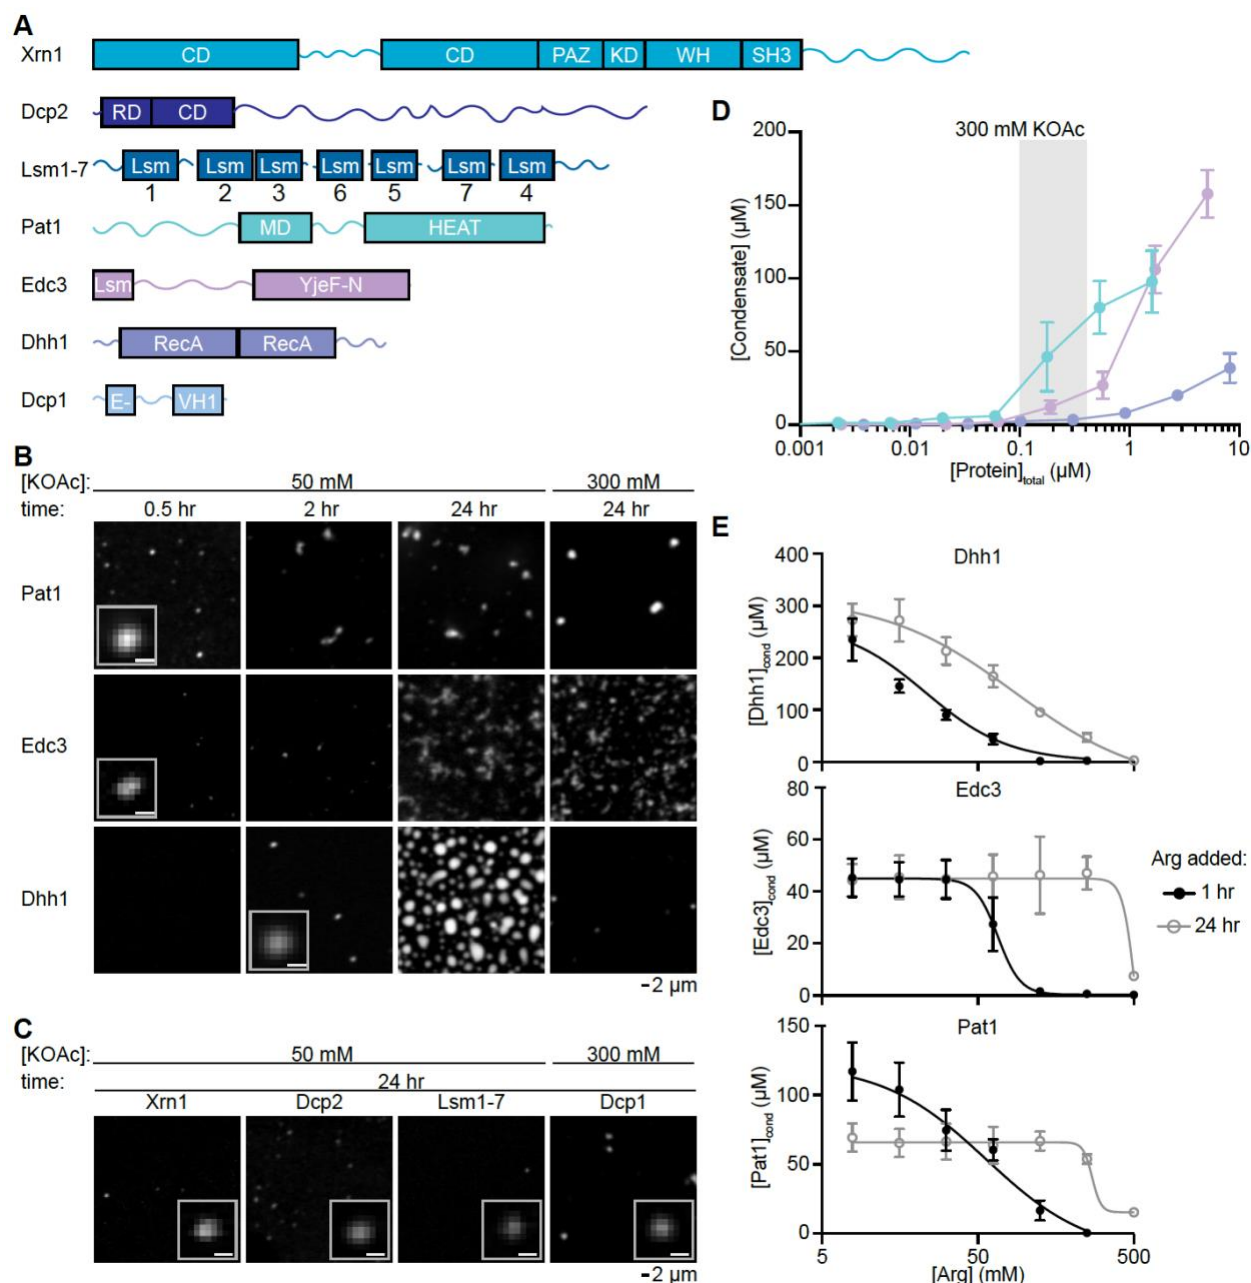 A
Xrn1
CD
CD
PAZ
KD
WH
SH3
Dcp2
RD
CD
Lsm1-7
Lsm
Lsm
Lsm
Lsm
Lsm
Lsm
Lsm
1
2
3
6
5
7
4
Pat1
MD
HEAT
Edc3
Lsm
YjeF-N
Dhh1
RecA
RecA
Dcp1
E-
VH1
B
[KOAc]: 50 mM 300 mM
time: 0.5 hr 2 hr 24 hr 24 hr
Pat1
Edc3
Dhh1
2 µm
C
[KOAc]: 50 mM 300 mM
time: 24 hr
Xrn1 Dcp2 Lsm1-7 Dcp1
2 µm
D
300 mM KOAc
[Condensate] (µM)
200
150
100
50
0
0.001 0.01 0.1 1 10
[Protein]total (µM)
E
Dhh1
[Dhh1]cond (µM)
400
300
200
100
0
Edc3
[Edc3]cond (µM)
80
60
40
20
0
Arg added:
1 hr
24 hr
Pat1
[Pat1]cond (µM)
150
100
50
0
5 50 500
[Arg] (mM)